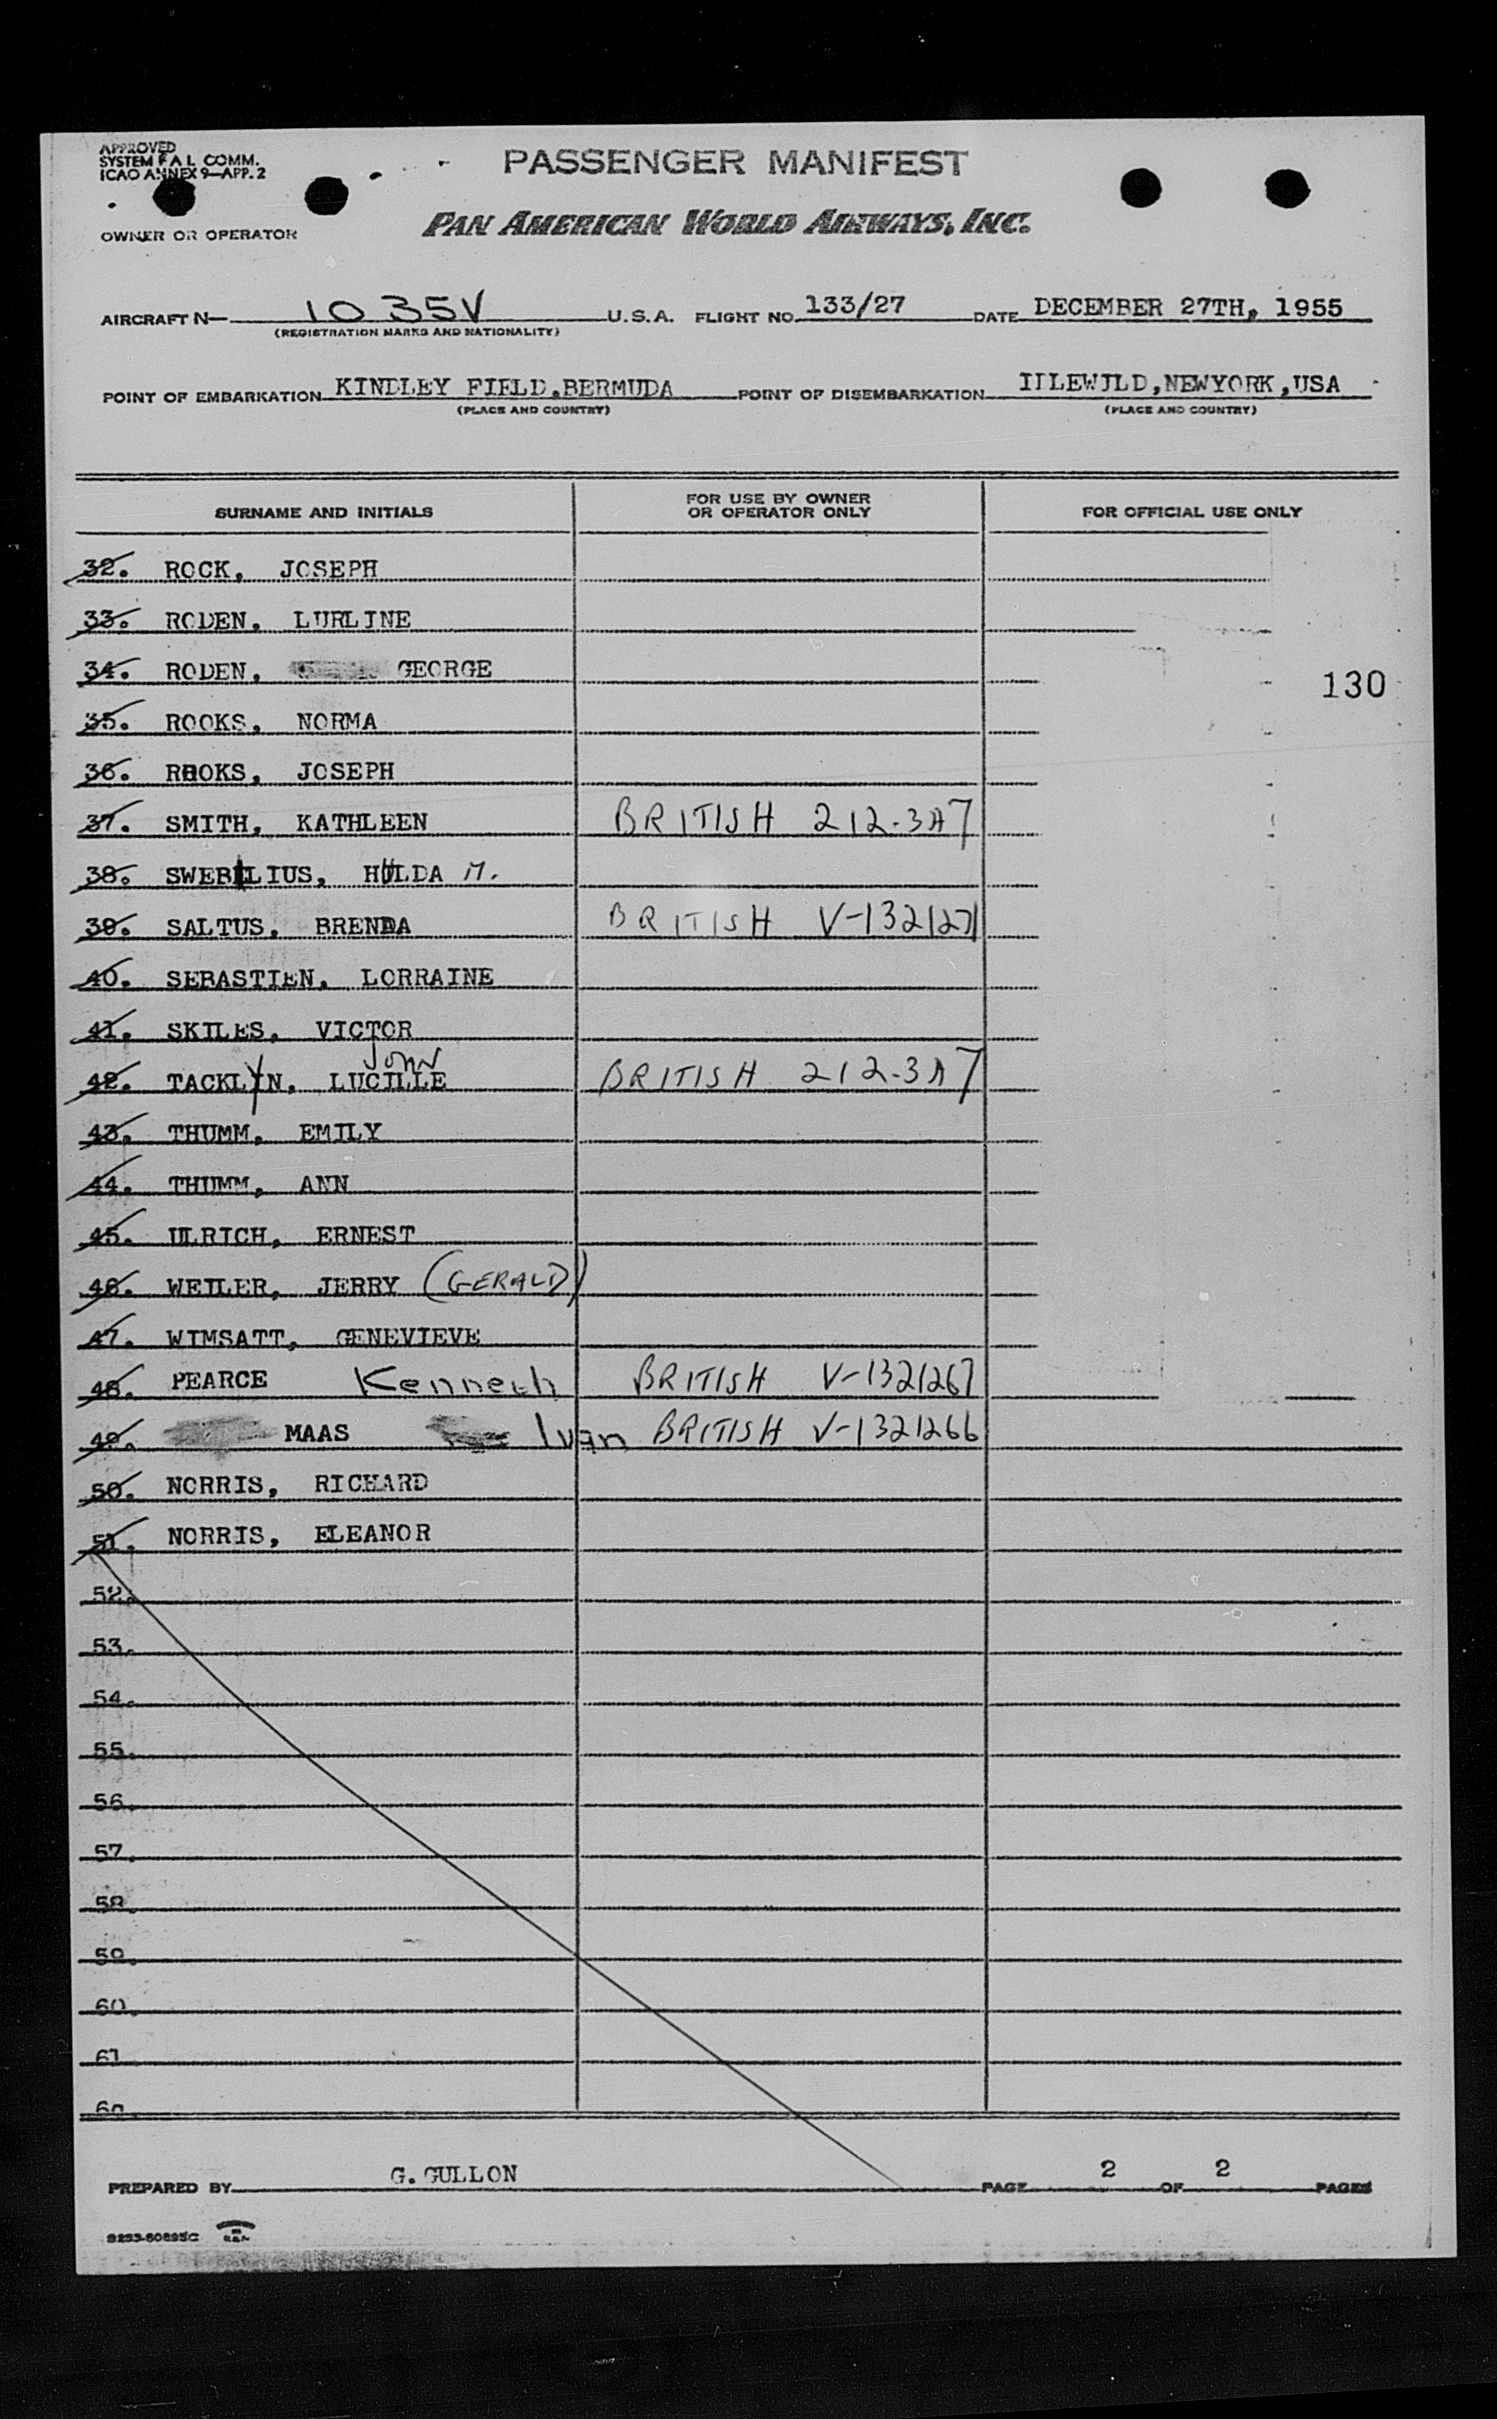 APPROVED
SYSTEM F A L COMM.
ICAO ANNEX 9—APP. 2
PASSENGER MANIFEST
OWNER OR OPERATOR
PAN AMERICAN WORLD AIRWAYS, INC.
AIRCRAFT N— 1035V U.S.A. FLIGHT NO. 133/27 DATE DECEMBER 27TH, 1955
(REGISTRATION MARKS AND NATIONALITY)
POINT OF EMBARKATION KINDLEY FIELD, BERMUDA POINT OF DISEMBARKATION IDLEWILD, NEWYORK, USA
(PLACE AND COUNTRY) (PLACE AND COUNTRY)
SURNAME AND INITIALS FOR USE BY OWNER OR OPERATOR ONLY FOR OFFICIAL USE ONLY
32. ROCK, JOSEPH
33. RODEN, LURLINE
34. RODEN, GEORGE
130
35. ROOKS, NORMA
36. ROOKS, JOSEPH
37. SMITH, KATHLEEN BRITISH 212-3A7
38. SWEBILIUS, HULDA M.
39. SALTUS, BRENDA BRITISH V-1321271
40. SEBASTIEN, LORRAINE
41. SKILES, VICTOR
JOHN
42. TACKLYN, LUCILLE BRITISH 212-3A7
43. THUMM, EMILY
44. THUMM, ANN
45. ULRICH, ERNEST
46. WEILER, JERRY (GERALD)
47. WIMSATT, GENEVIEVE
48. PEARCE Kenneth BRITISH V-1321267
49. MAAS Ivan BRITISH V-1321266
50. NORRIS, RICHARD
51. NORRIS, ELEANOR
52.
53.
54.
55.
56.
57.
58.
59.
60.
61
62
PREPARED BY G. GULLON PAGE 2 OF 2 PAGES